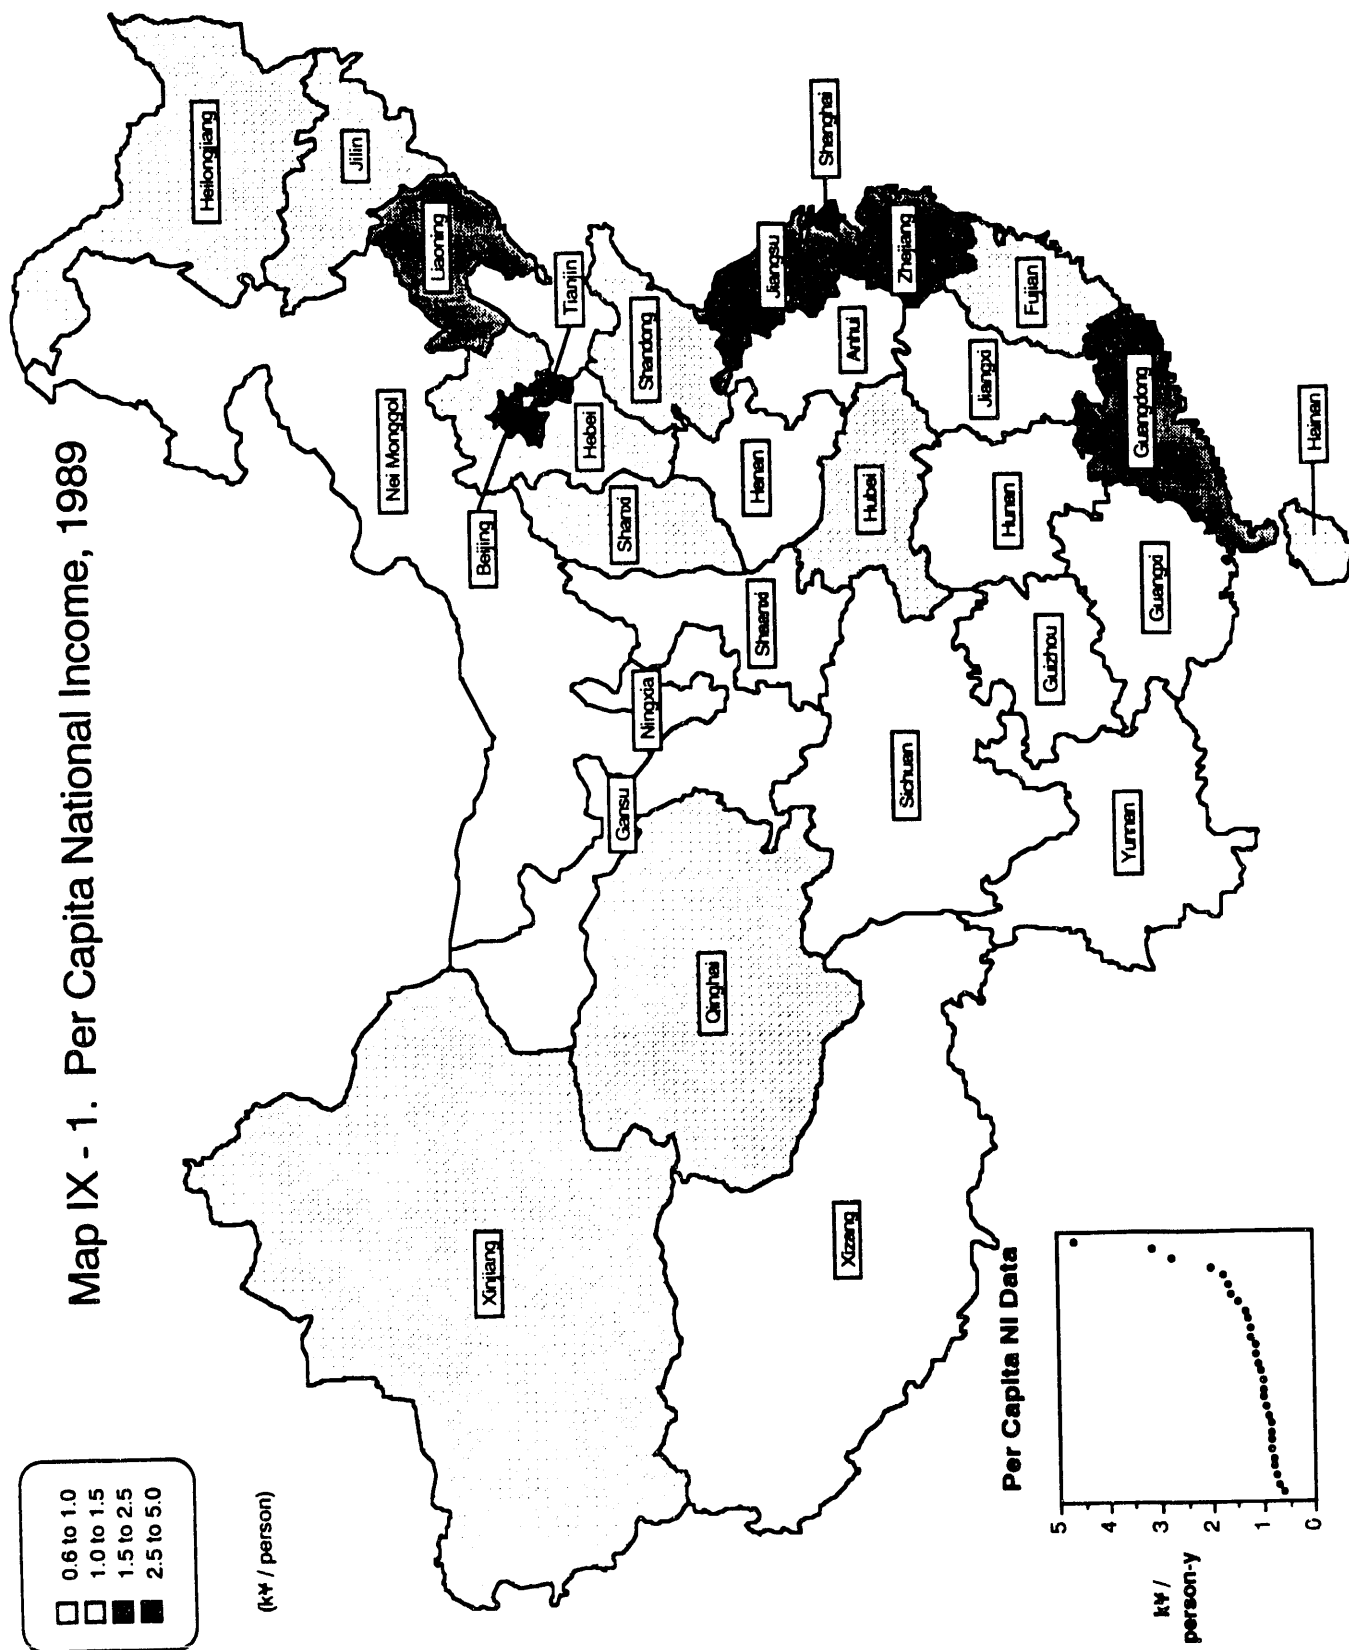 Map IX - 1. Per Capita National Income, 1989
0.6 to 1.0
1.0 to 1.5
1.5 to 2.5
2.5 to 5.0
(k¥ / person)
Heilongjiang
Jilin
Liaoning
Nei Monggol
Beijing
Tianjin
Hebei
Shanxi
Shandong
Shanghai
Jiangsu
Zhejiang
Anhui
Henan
Hubei
Fujian
Jiangxi
Hunan
Guangdong
Hainan
Guangxi
Guizhou
Shaanxi
Ningxia
Gansu
Sichuan
Yunnan
Qinghai
Xinjiang
Xizang
Per Capita NI Data
k¥ /
person-y
5
4
3
2
1
0